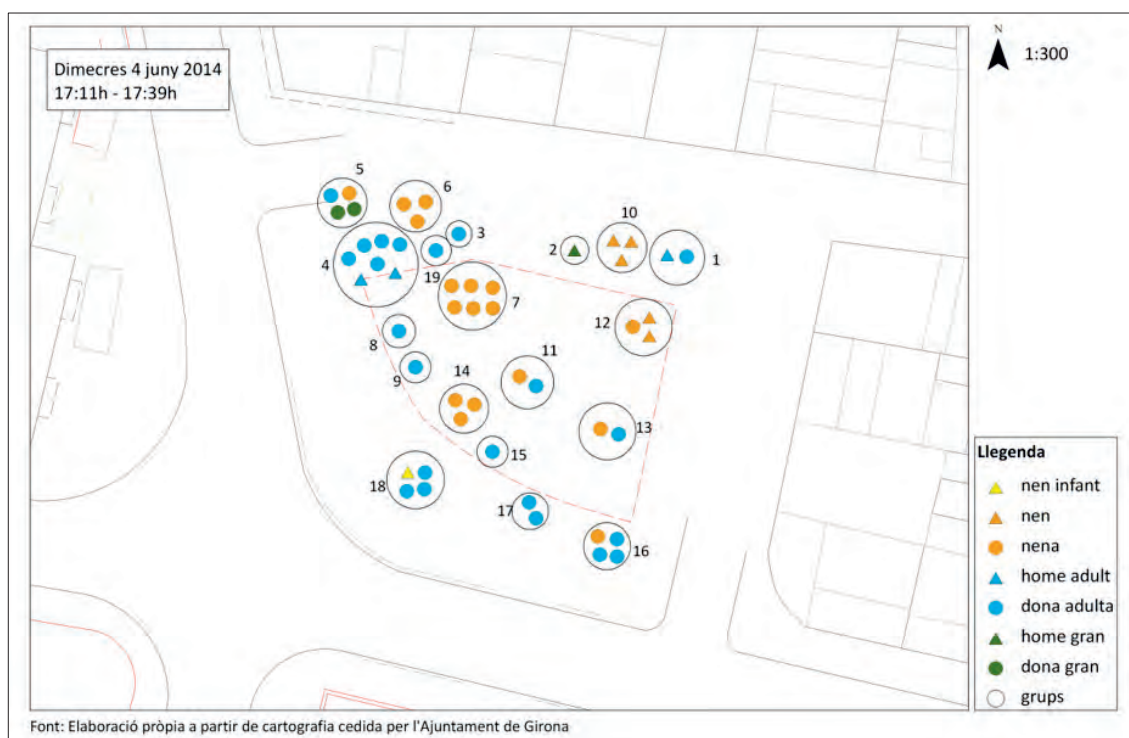 Dimecres 4 juny 2014
17:11h - 17:39h
N
1:300
5
6
3
10
2
1
4
19
7
12
8
11
9
14
13
15
18
17
16
Llegenda
nen infant
nen
nena
home adult
dona adulta
home gran
dona gran
grups
Font: Elaboració pròpia a partir de cartografia cedida per l'Ajuntament de Girona